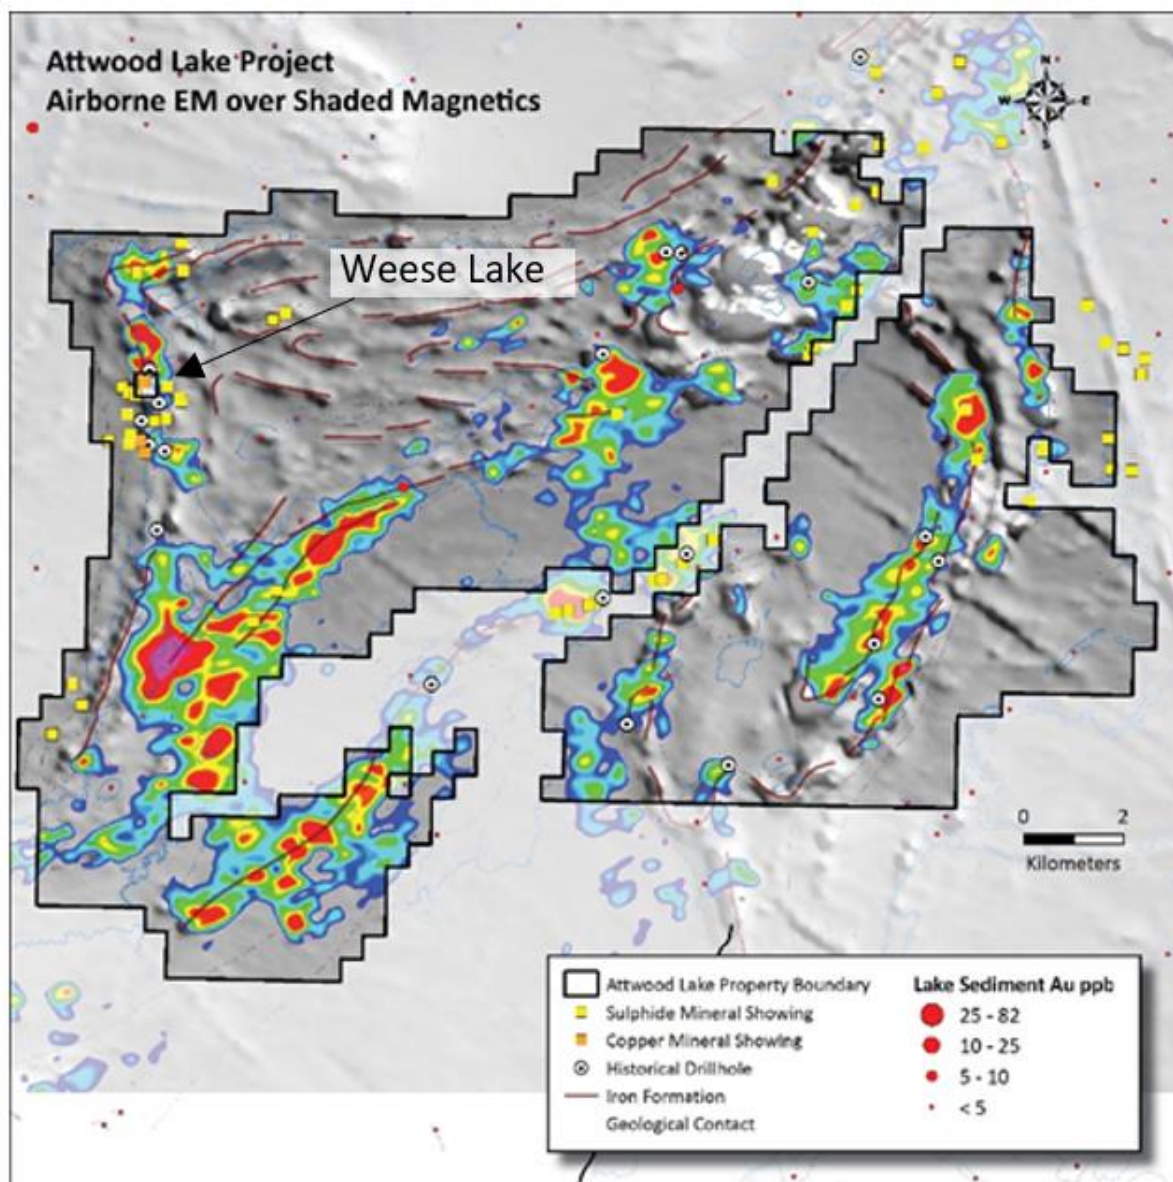 Attwood Lake Project
Airborne EM over Shaded Magnetics
N
W E
S
Weese Lake
0 2
Kilometers
Attwood Lake Property Boundary
Sulphide Mineral Showing
Copper Mineral Showing
Historical Drillhole
Iron Formation
Geological Contact
Lake Sediment Au ppb
25 - 82
10 - 25
5 - 10
< 5